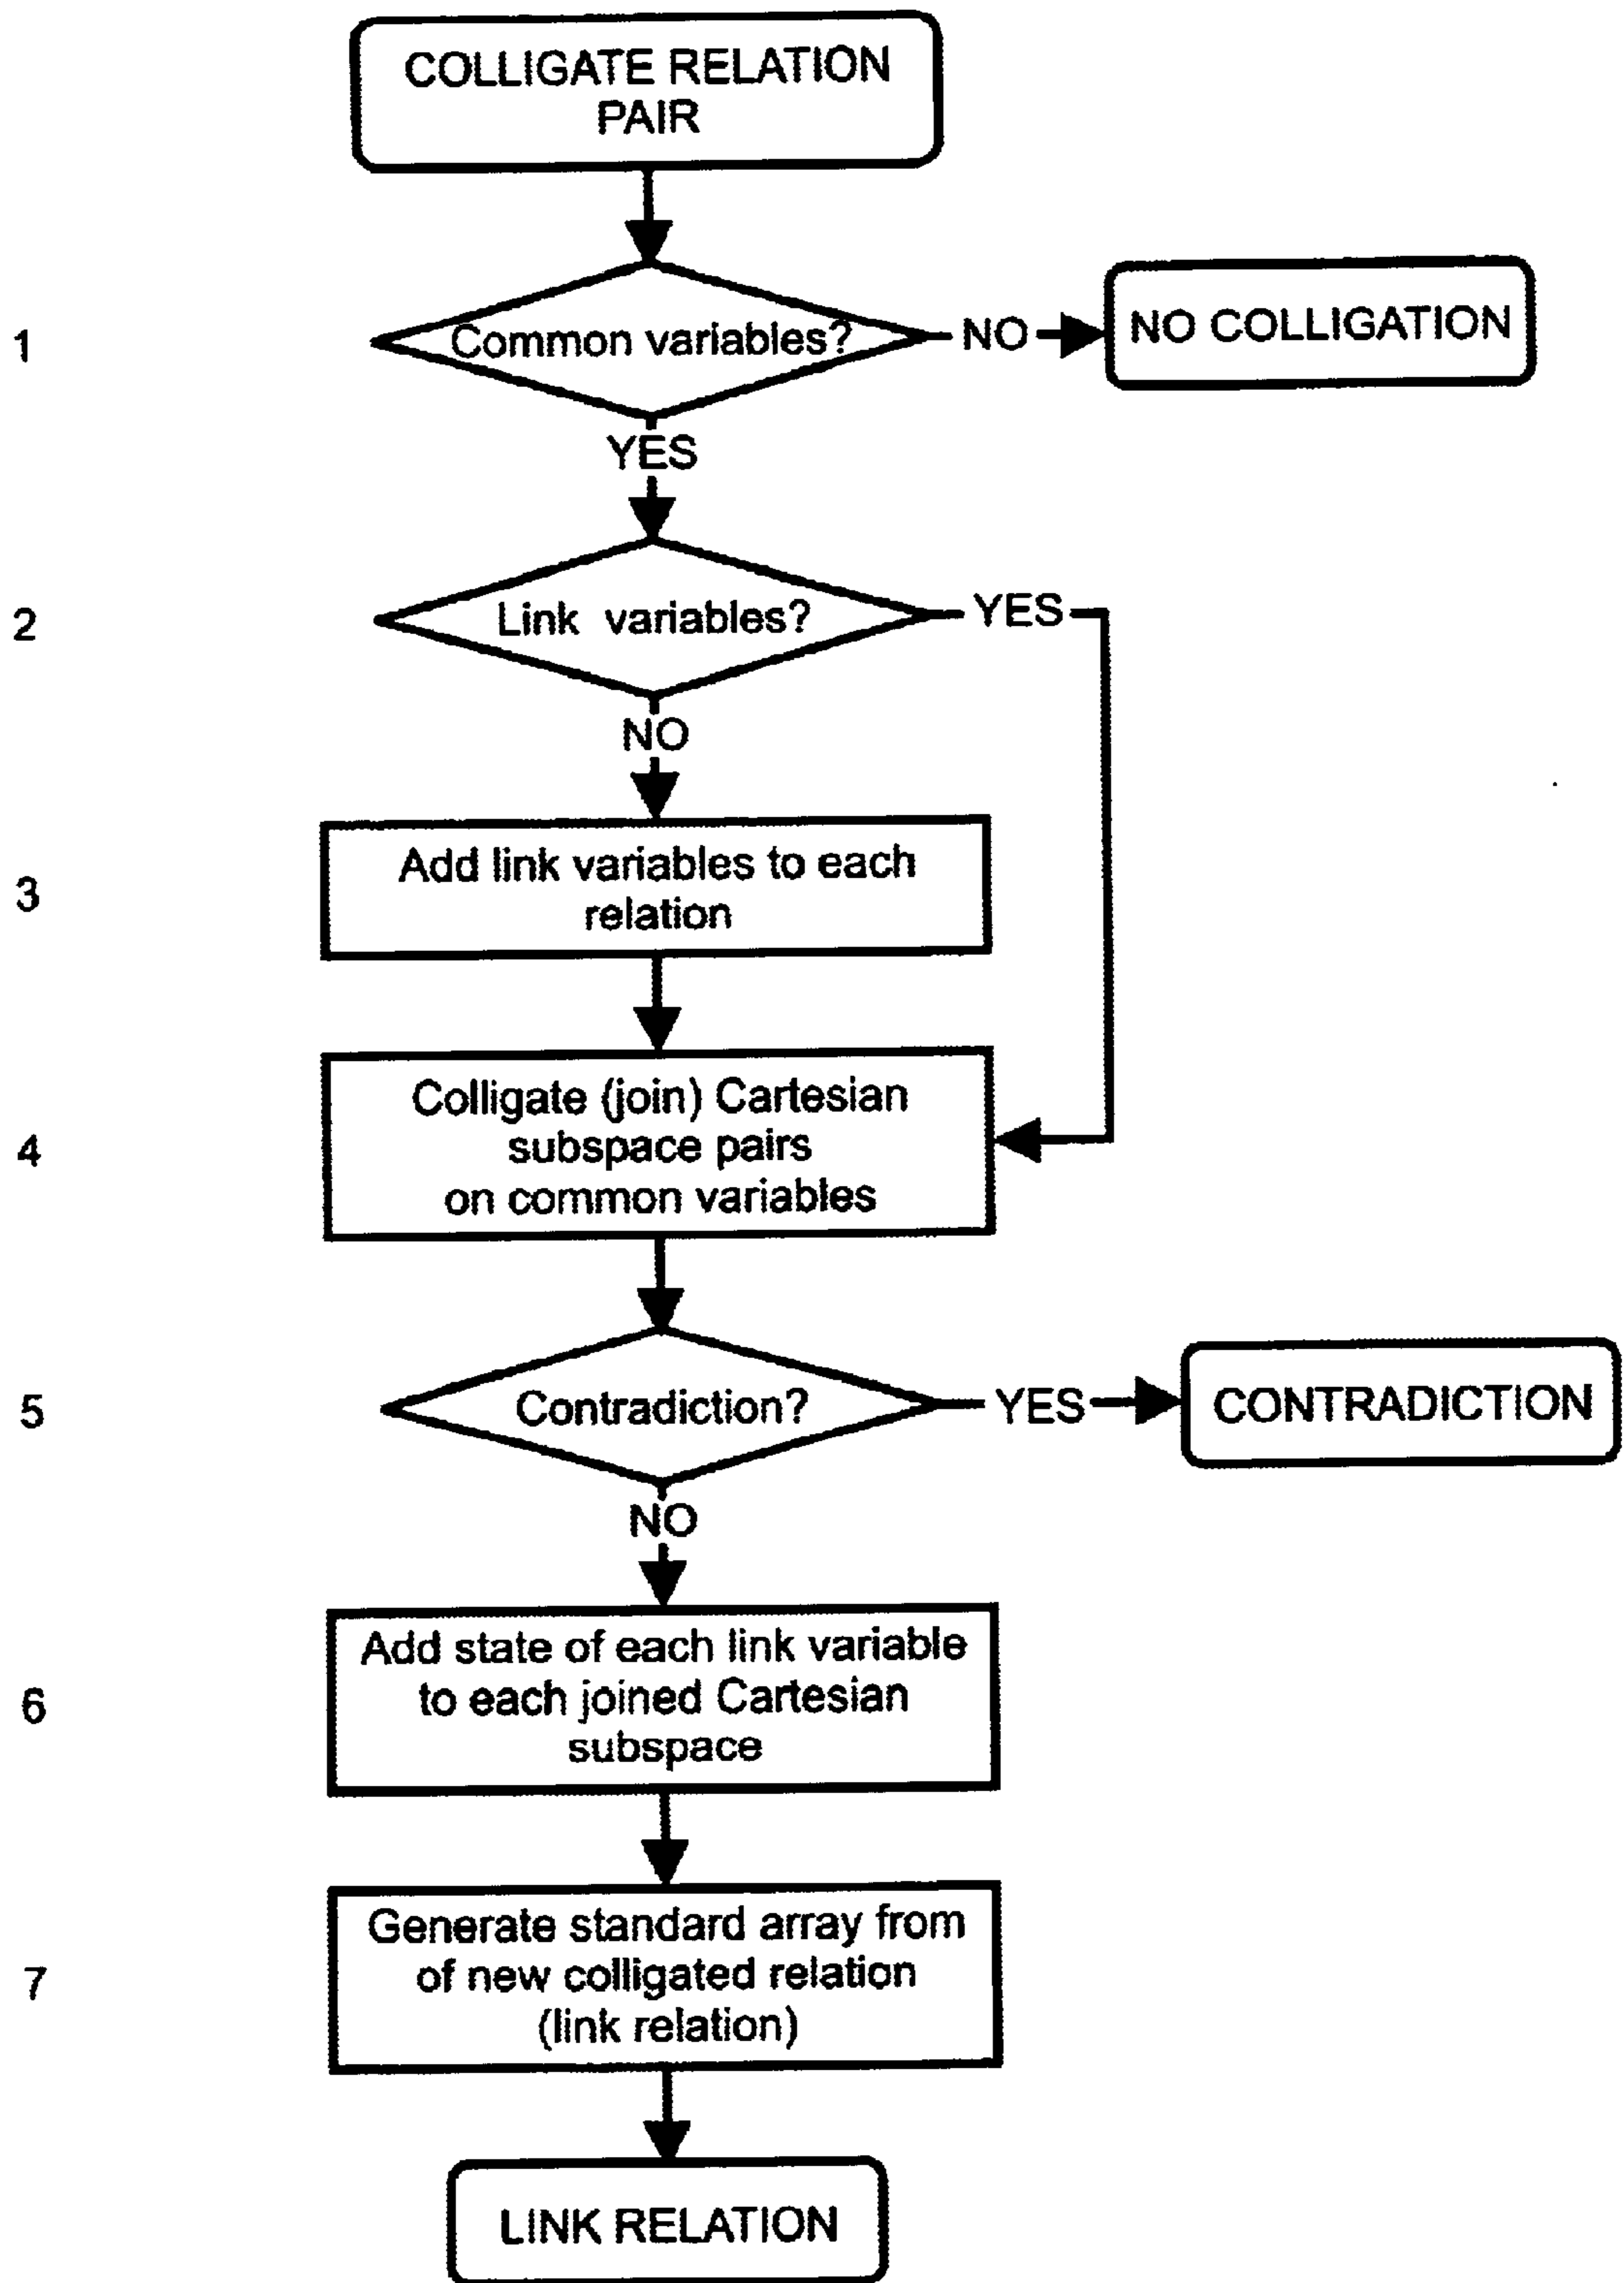 COLLIGATE RELATION
PAIR
1
Common variables?
NO
NO COLLIGATION
YES
2
Link variables?
YES
NO
3
Add link variables to each
relation
4
Colligate (join) Cartesian
subspace pairs
on common variables
5
Contradiction?
YES
CONTRADICTION
NO
6
Add state of each link variable
to each joined Cartesian
subspace
7
Generate standard array from
of new colligated relation
(link relation)
LINK RELATION